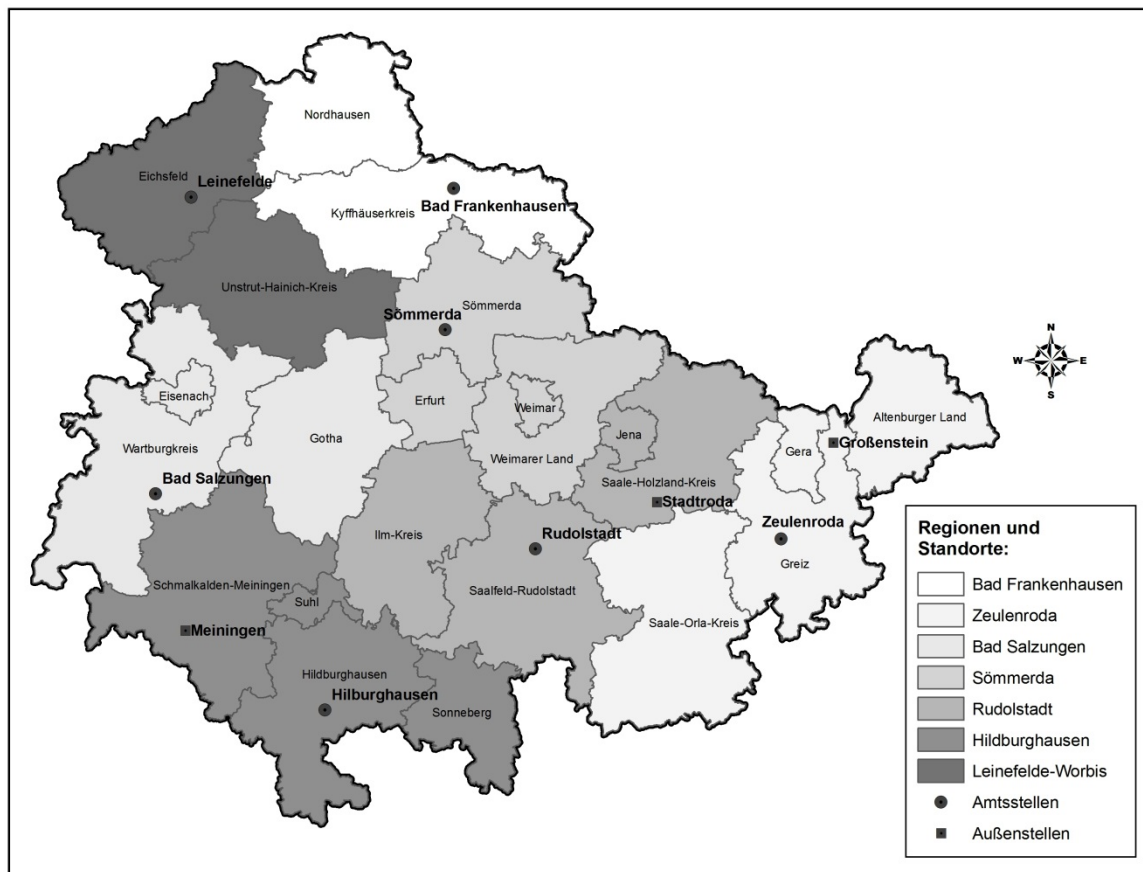 Nordhausen
Eichsfeld
Leinefelde
Kyffhäuserkreis
Bad Frankenhausen
Unstrut-Hainich-Kreis
Sömmerda
Sömmerda
Eisenach
Erfurt
Weimar
Wartburgkreis
Gotha
Weimarer Land
Jena
Gera
Altenburger Land
Großenstein
Bad Salzungen
Saale-Holzland-Kreis
Stadtroda
Ilm-Kreis
Rudolstadt
Zeulenroda
Greiz
Schmalkalden-Meiningen
Suhl
Saalfeld-Rudolstadt
Saale-Orla-Kreis
Meiningen
Hildburghausen
Hilburghausen
Sonneberg
N
W
E
S
Regionen und
Standorte:
Bad Frankenhausen
Zeulenroda
Bad Salzungen
Sömmerda
Rudolstadt
Hildburghausen
Leinefelde-Worbis
Amtsstellen
Außenstellen